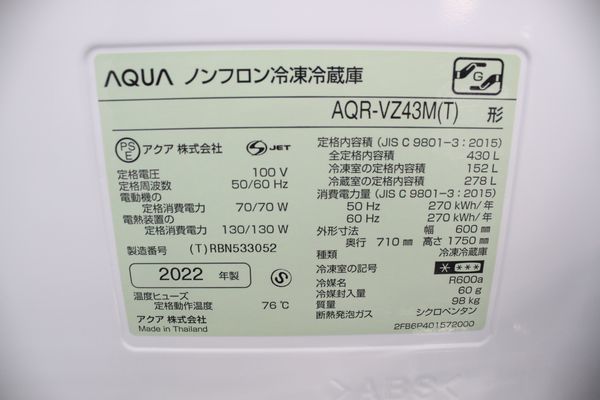 AQUA ノンフロン冷凍冷蔵庫
G
AQR-VZ43M(T) 形
PS E アクア 株式会社 S JET
定格電圧 100 V
定格周波数 50/60 Hz
電動機の
定格消費電力 70/70 W
電熱装置の
定格消費電力 130/130 W
製造番号 (T)RBN533052
2022 年製
温度ヒューズ
定格動作温度 76 ℃
アクア 株式会社
Made in Thailand
定格内容積 (JIS C 9801-3 : 2015)
全定格内容積 430 L
冷凍室の定格内容積 152 L
冷蔵室の定格内容積 278 L
消費電力量 (JIS C 9801-3 : 2015)
50 Hz 270 kWh/年
60 Hz 270 kWh/年
外形寸法 幅 600 ㎜
奥行 710 ㎜ 高さ 1750 ㎜
種類 冷凍冷蔵庫
冷凍室の記号 * ***
冷媒名 R600a
冷媒封入量 60 g
質量 98 kg
断熱発泡ガス シクロペンタン
2FB6P401572000
>ABS<